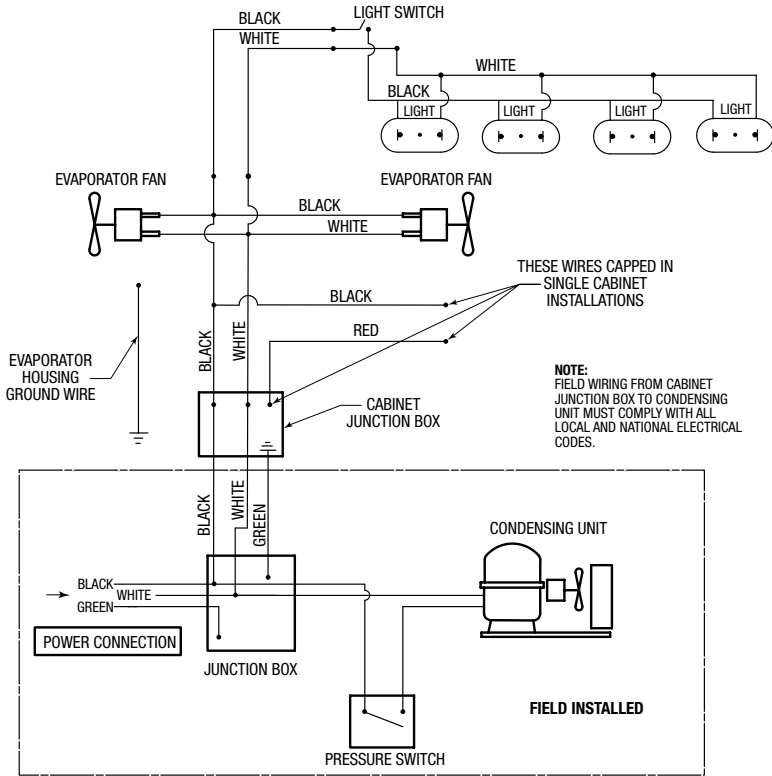 LIGHT SWITCH
BLACK
WHITE
WHITE
BLACK
LIGHT
LIGHT
LIGHT
LIGHT
EVAPORATOR FAN
EVAPORATOR FAN
BLACK
WHITE
THESE WIRES CAPPED IN
SINGLE CABINET
INSTALLATIONS
BLACK
RED
BLACK
WHITE
EVAPORATOR
HOUSING
GROUND WIRE
NOTE:
FIELD WIRING FROM CABINET
JUNCTION BOX TO CONDENSING
UNIT MUST COMPLY WITH ALL
LOCAL AND NATIONAL ELECTRICAL
CODES.
CABINET
JUNCTION BOX
BLACK
WHITE
GREEN
CONDENSING UNIT
BLACK
WHITE
GREEN
POWER CONNECTION
JUNCTION BOX
FIELD INSTALLED
PRESSURE SWITCH